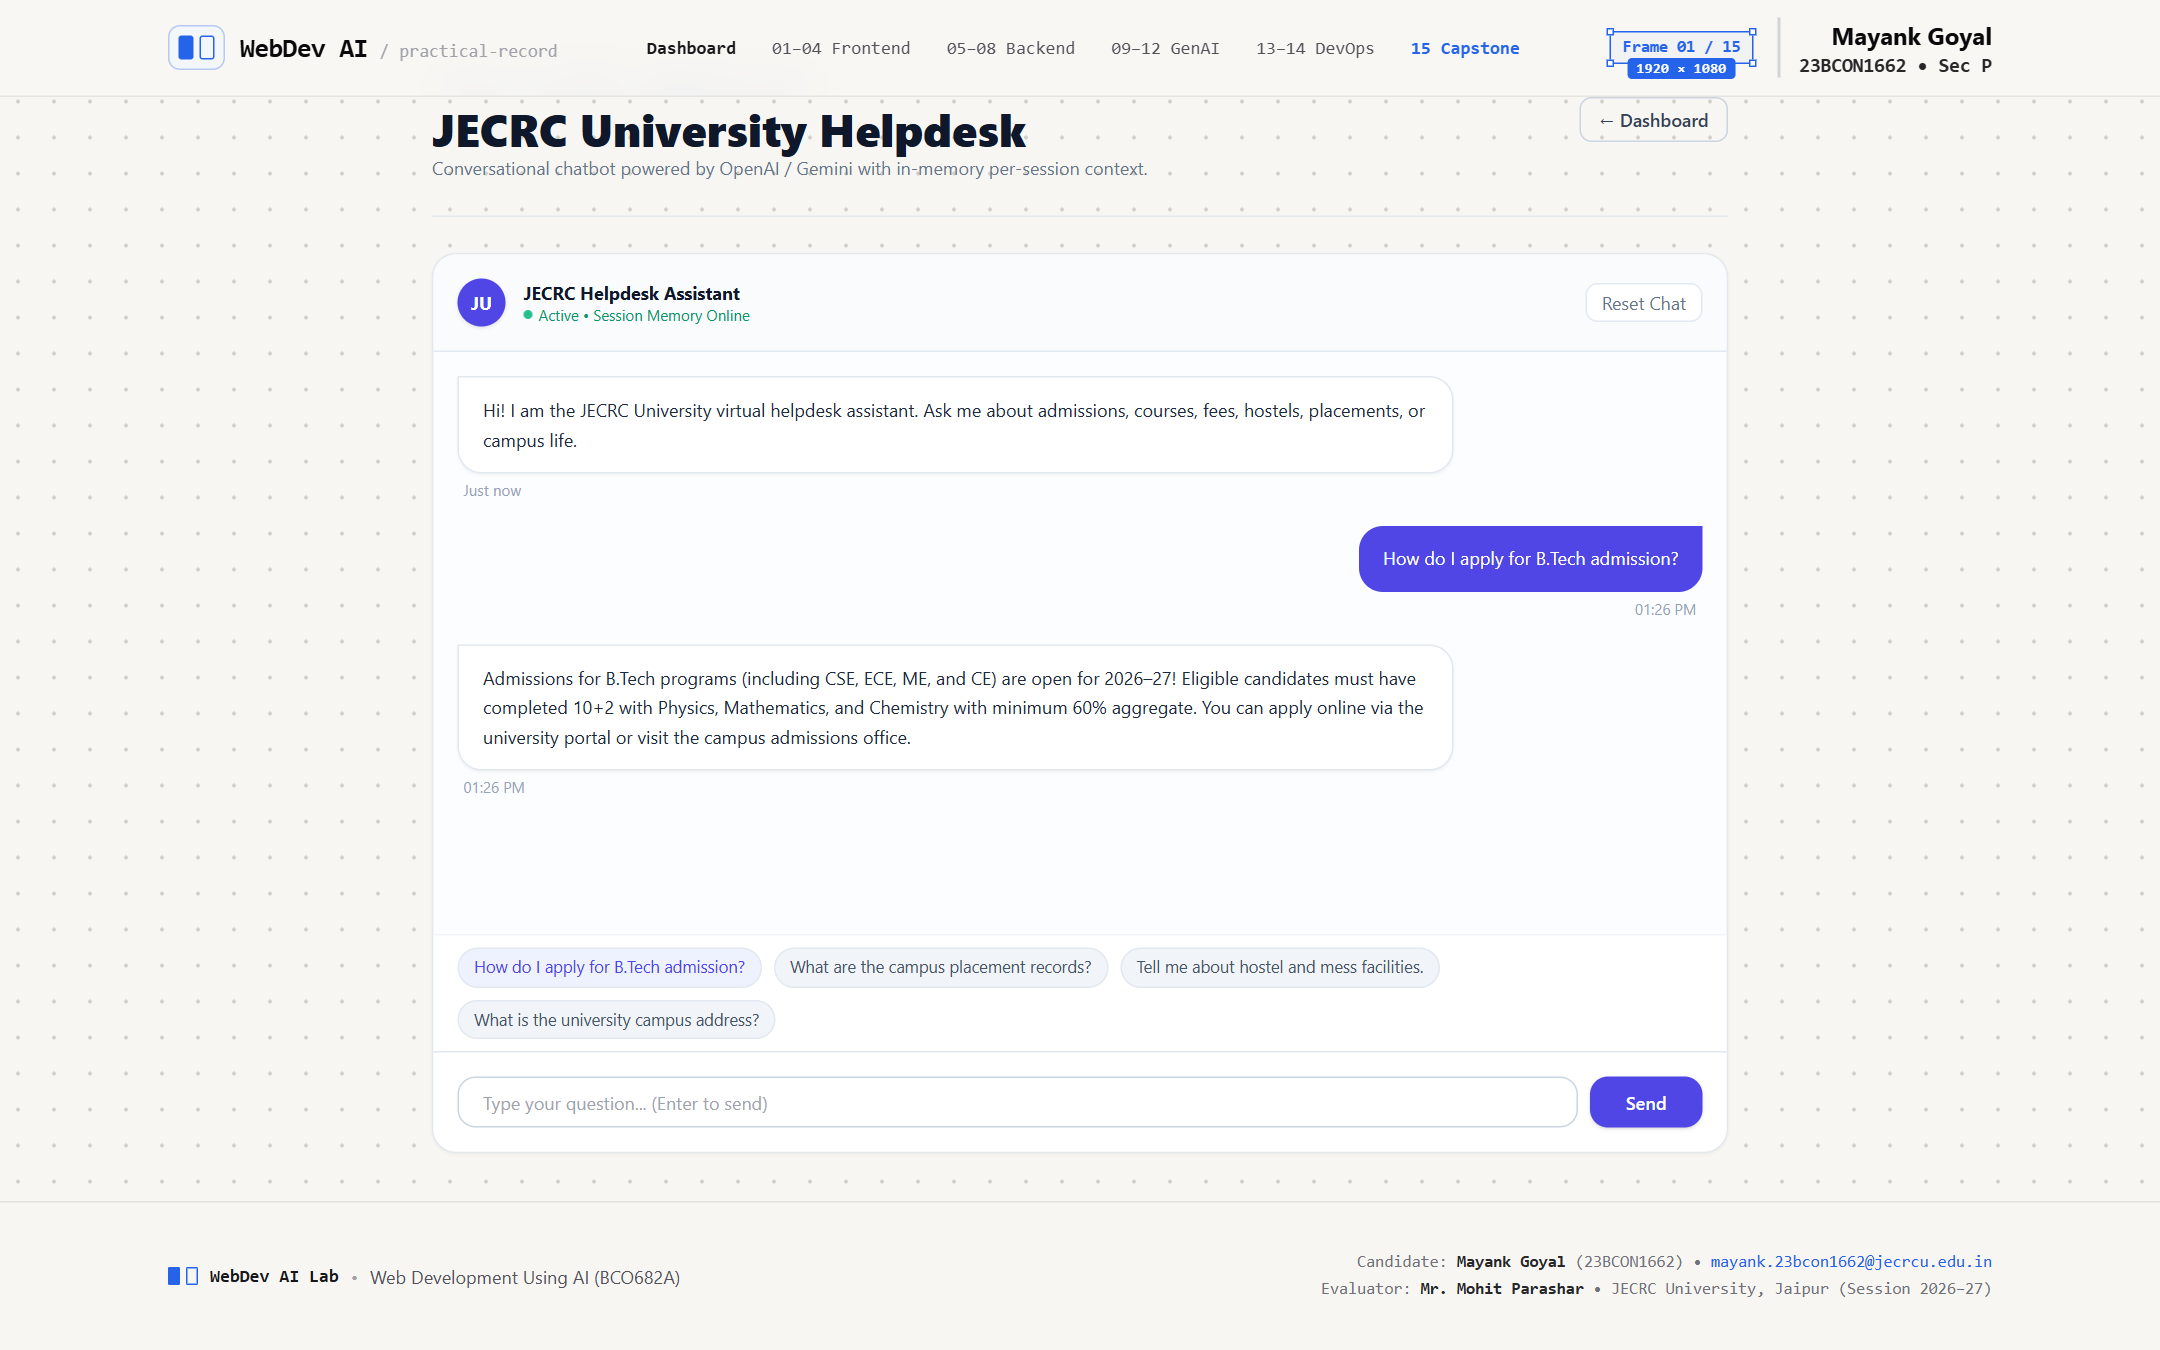 WebDev AI / practical-record
Dashboard 01–04 Frontend 05–08 Backend 09–12 GenAI 13–14 DevOps 15 Capstone
Frame 01 / 15
1920 × 1080
Mayank Goyal
23BCON1662 • Sec P
JECRC University Helpdesk
← Dashboard
Conversational chatbot powered by OpenAI / Gemini with in-memory per-session context.
JU
JECRC Helpdesk Assistant
Active • Session Memory Online
Reset Chat
Hi! I am the JECRC University virtual helpdesk assistant. Ask me about admissions, courses, fees, hostels, placements, or
campus life.
Just now
How do I apply for B.Tech admission?
01:26 PM
Admissions for B.Tech programs (including CSE, ECE, ME, and CE) are open for 2026–27! Eligible candidates must have
completed 10+2 with Physics, Mathematics, and Chemistry with minimum 60% aggregate. You can apply online via the
university portal or visit the campus admissions office.
01:26 PM
How do I apply for B.Tech admission?
What are the campus placement records?
Tell me about hostel and mess facilities.
What is the university campus address?
Type your question... (Enter to send)
Send
WebDev AI Lab • Web Development Using AI (BCO682A)
Candidate: Mayank Goyal (23BCON1662) • mayank.23bcon1662@jecrcu.edu.in
Evaluator: Mr. Mohit Parashar • JECRC University, Jaipur (Session 2026–27)